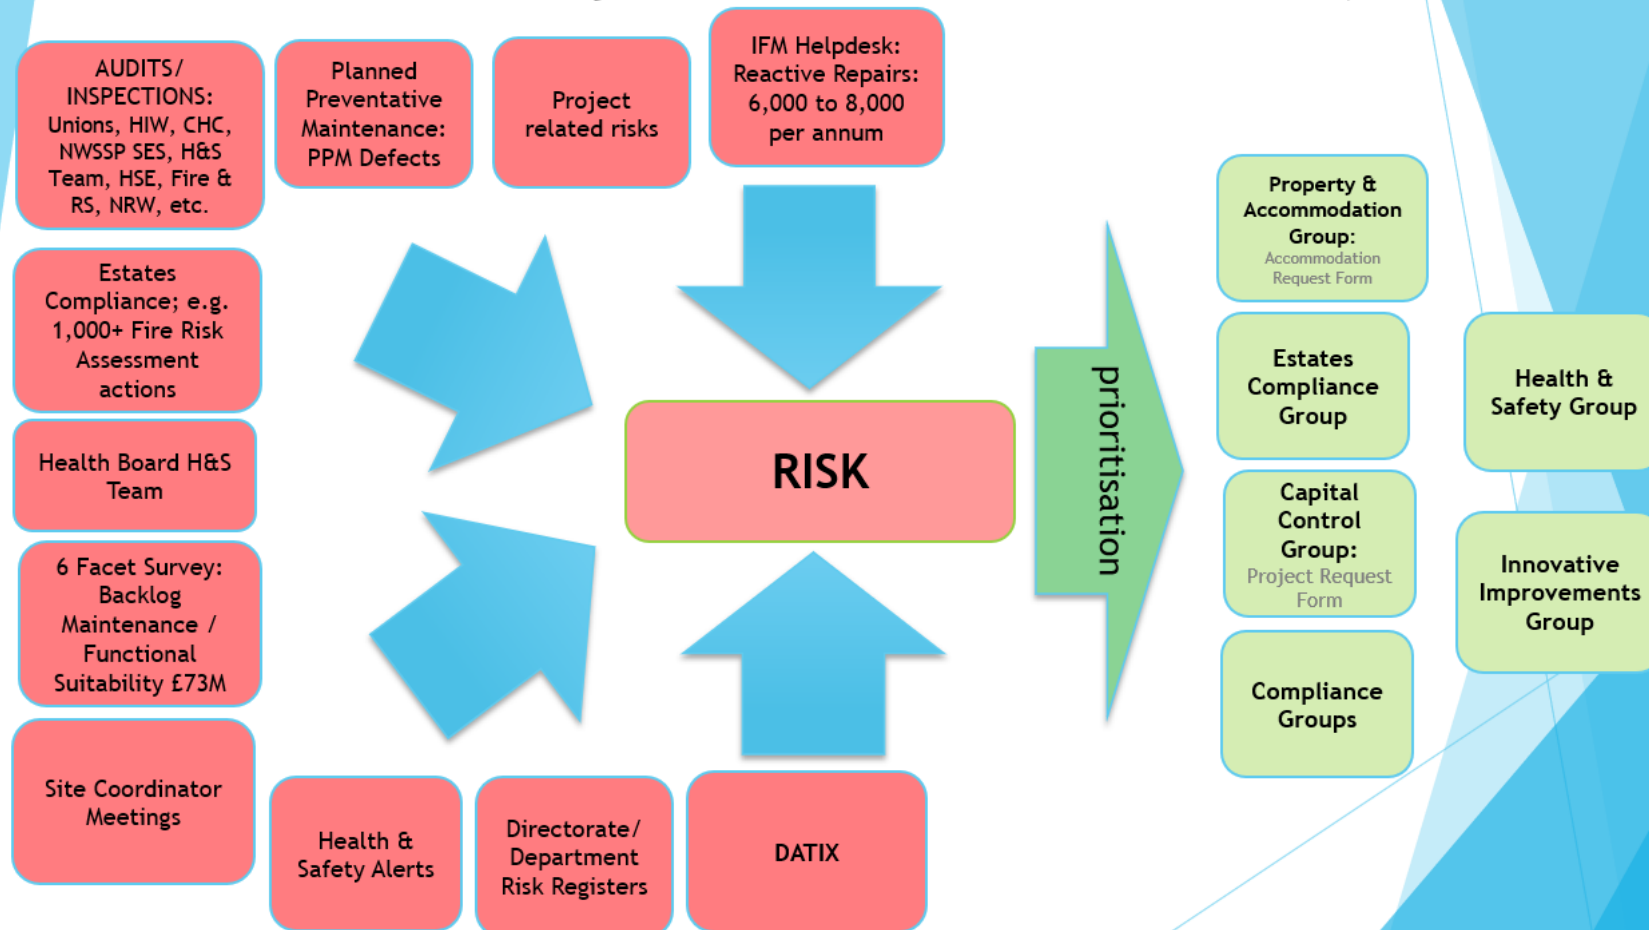 AUDITS/
INSPECTIONS:
Unions, HIW, CHC,
NWSSP SES, H&S
Team, HSE, Fire &
RS, NRW, etc.
Planned
Preventative
Maintenance:
PPM Defects
Project
related risks
IFM Helpdesk:
Reactive Repairs:
6,000 to 8,000
per annum
Estates
Compliance; e.g.
1,000+ Fire Risk
Assessment
actions
Health Board H&S
Team
6 Facet Survey:
Backlog
Maintenance /
Functional
Suitability £73M
Site Coordinator
Meetings
Health &
Safety Alerts
Directorate/
Department
Risk Registers
DATIX
RISK
prioritisation
Property &
Accommodation
Group:
Accommodation
Request Form
Estates
Compliance
Group
Capital
Control
Group:
Project Request
Form
Compliance
Groups
Health &
Safety Group
Innovative
Improvements
Group